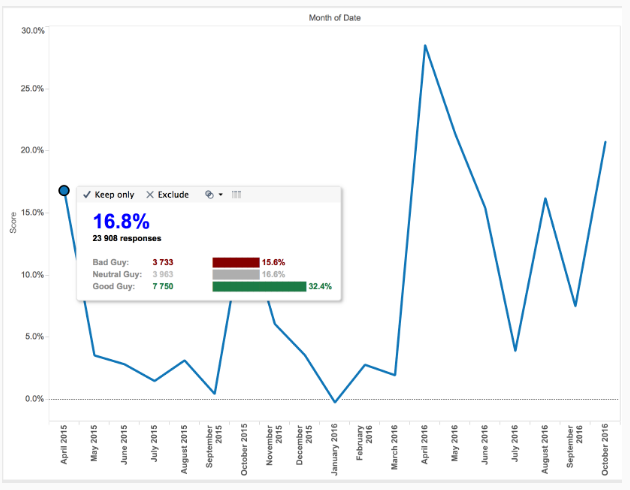 Month of Date
30.0%
25.0%
20.0%
15.0%
10.0%
5.0%
0.0%
Score
Keep only Exclude
16.8%
23 908 responses
Bad Guy: 3 733 15.6%
Neutral Guy: 3 963 16.6%
Good Guy: 7 750 32.4%
April 2015
May 2015
June 2015
July 2015
August 2015
September 2015
October 2015
November 2015
December 2015
January 2016
February 2016
March 2016
April 2016
May 2016
June 2016
July 2016
August 2016
September 2016
October 2016